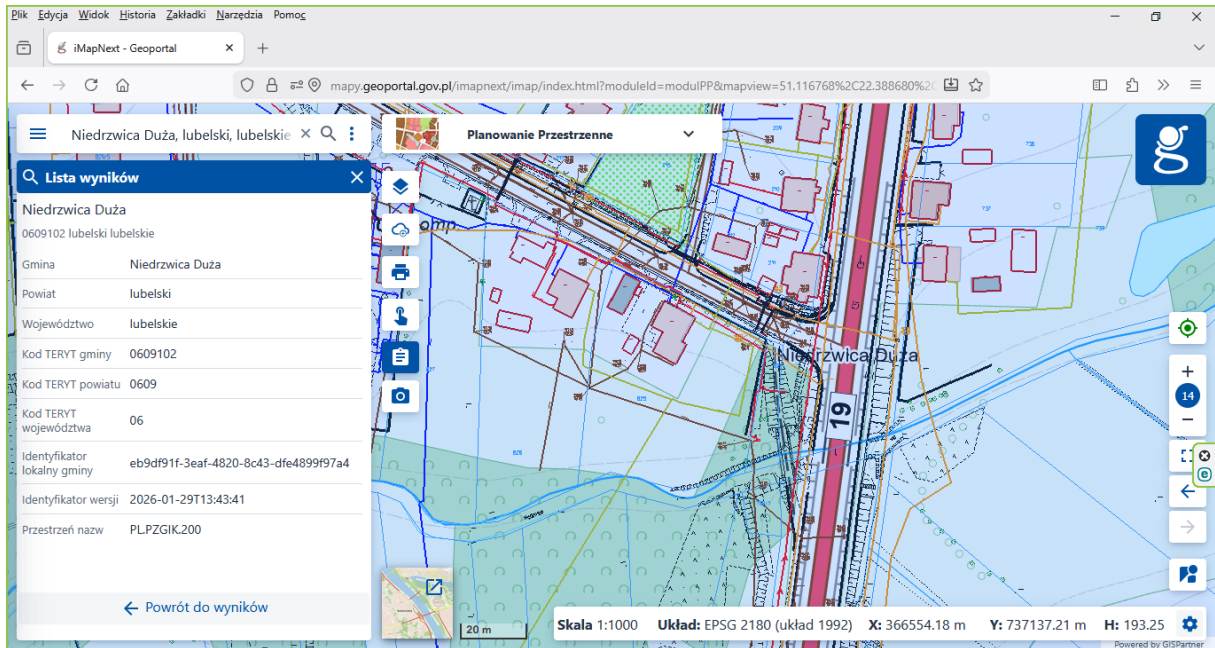 Plik Edycja Widok Historia Zakładki Narzędzia Pomoc
iMapNext - Geoportal
mapy.geoportal.gov.pl/imapnext/imap/index.html?moduleId=modulPP&mapview=51.116768%2C22.388680%2C
Niedrzwica Duża, lubelski, lubelskie
Planowanie Przestrzenne
Lista wyników
Niedrzwica Duża
0609102 lubelski lubelskie
Gmina Niedrzwica Duża
Powiat lubelski
Województwo lubelskie
Kod TERYT gminy 0609102
Kod TERYT powiatu 0609
Kod TERYT
województwa 06
Identyfikator
lokalny gminy eb9df91f-3eaf-4820-8c43-dfe4899f97a4
Identyfikator wersji 2026-01-29T13:43:41
Przestrzeń nazw PL.PZGIK.200
Powrót do wyników
omp
Niedrzwica Duża
19
828
825
737
738
14
20 m
Skala 1:1000 Układ: EPSG 2180 (układ 1992) X: 366554.18 m Y: 737137.21 m H: 193.25
Powered by GISPartner